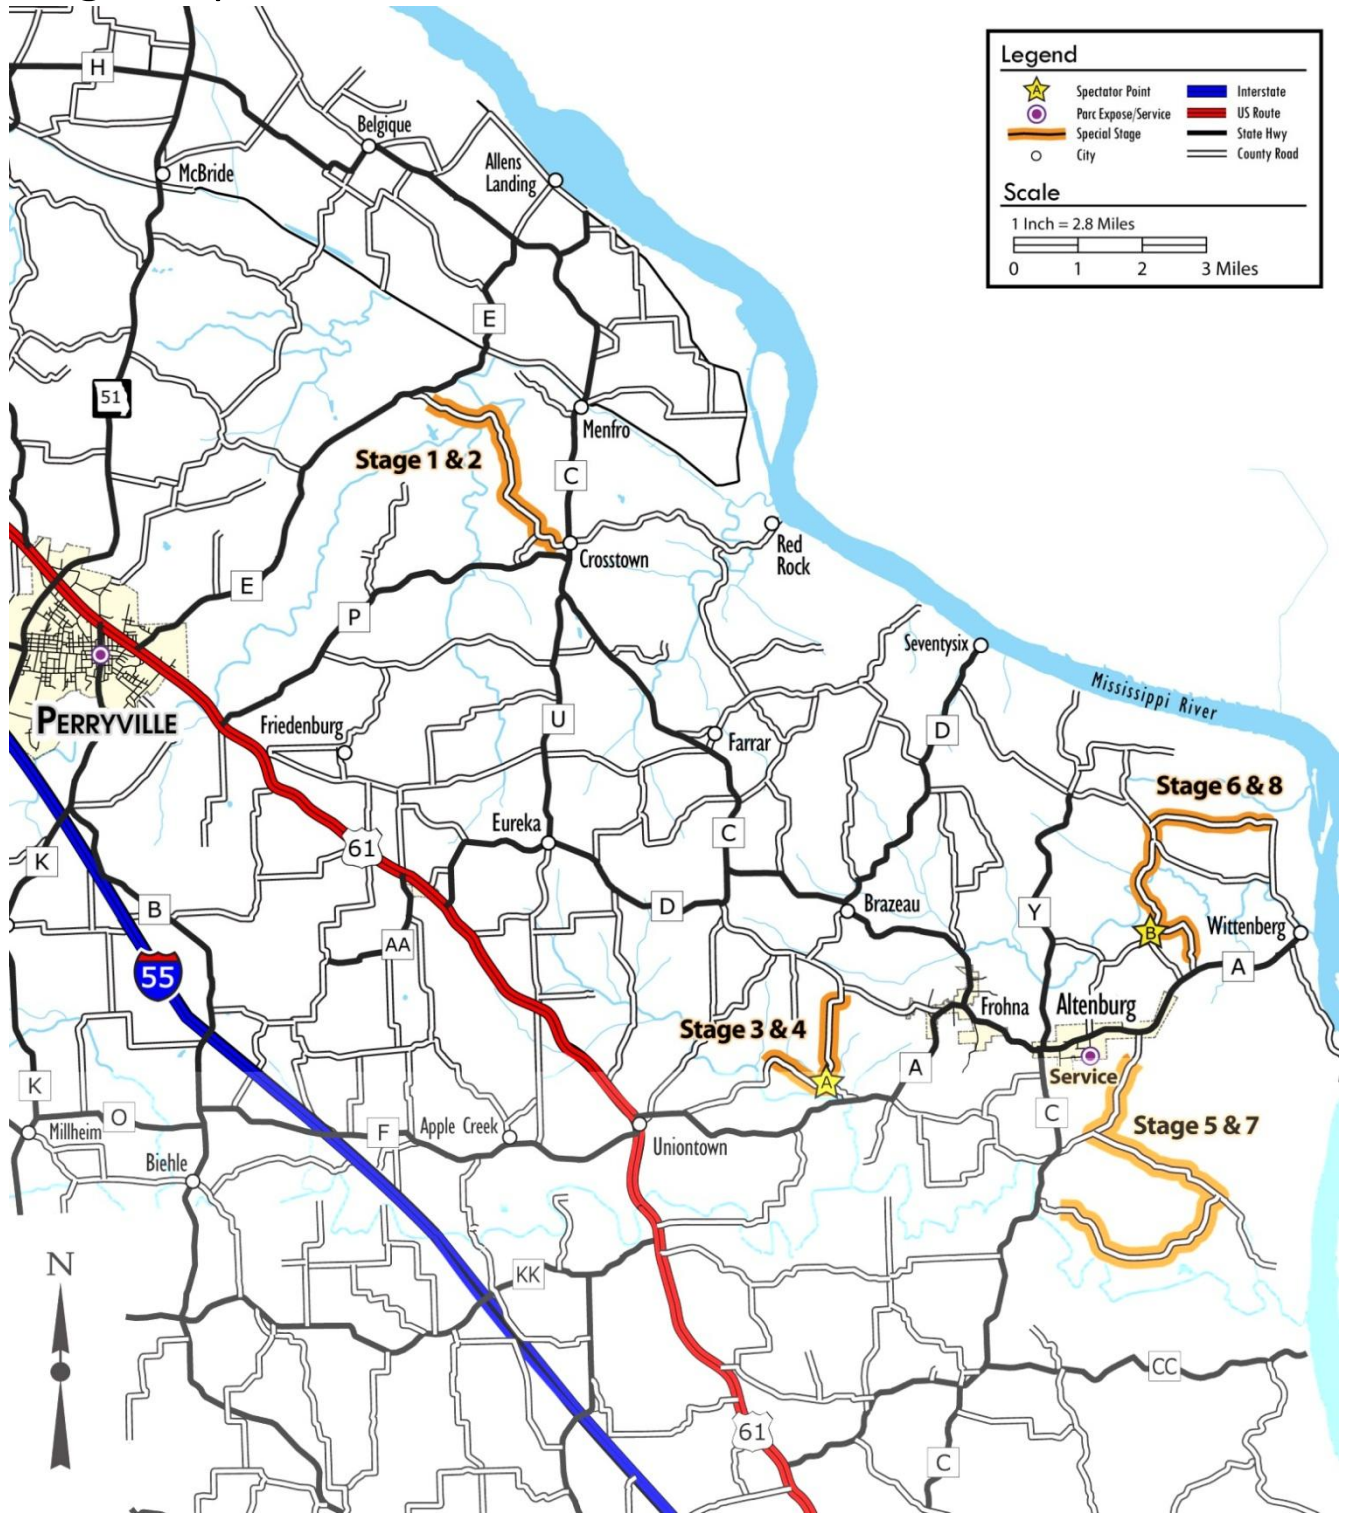 Legend
A
Spectator Point
Interstate
Parc Expose/Service
US Route
Special Stage
State Hwy
City
County Road
Scale
1 Inch = 2.8 Miles
0 1 2 3 Miles
H
Belgique
McBride
Allens
Landing
E
51
Menfro
Stage 1 & 2
C
Red
Rock
Crosstown
E
P
Seventysix
Mississippi River
PERRYVILLE
Friedenburg
U
D
Farrar
Stage 6 & 8
Eureka
C
61
K
B
D
Brazeau
Y
Wittenberg
B
AA
A
55
Frohna
Altenburg
Stage 3 & 4
A
A
Service
K
O
Millheim
F
Apple Creek
Uniontown
C
Stage 5 & 7
Biehle
N
KK
CC
61
C